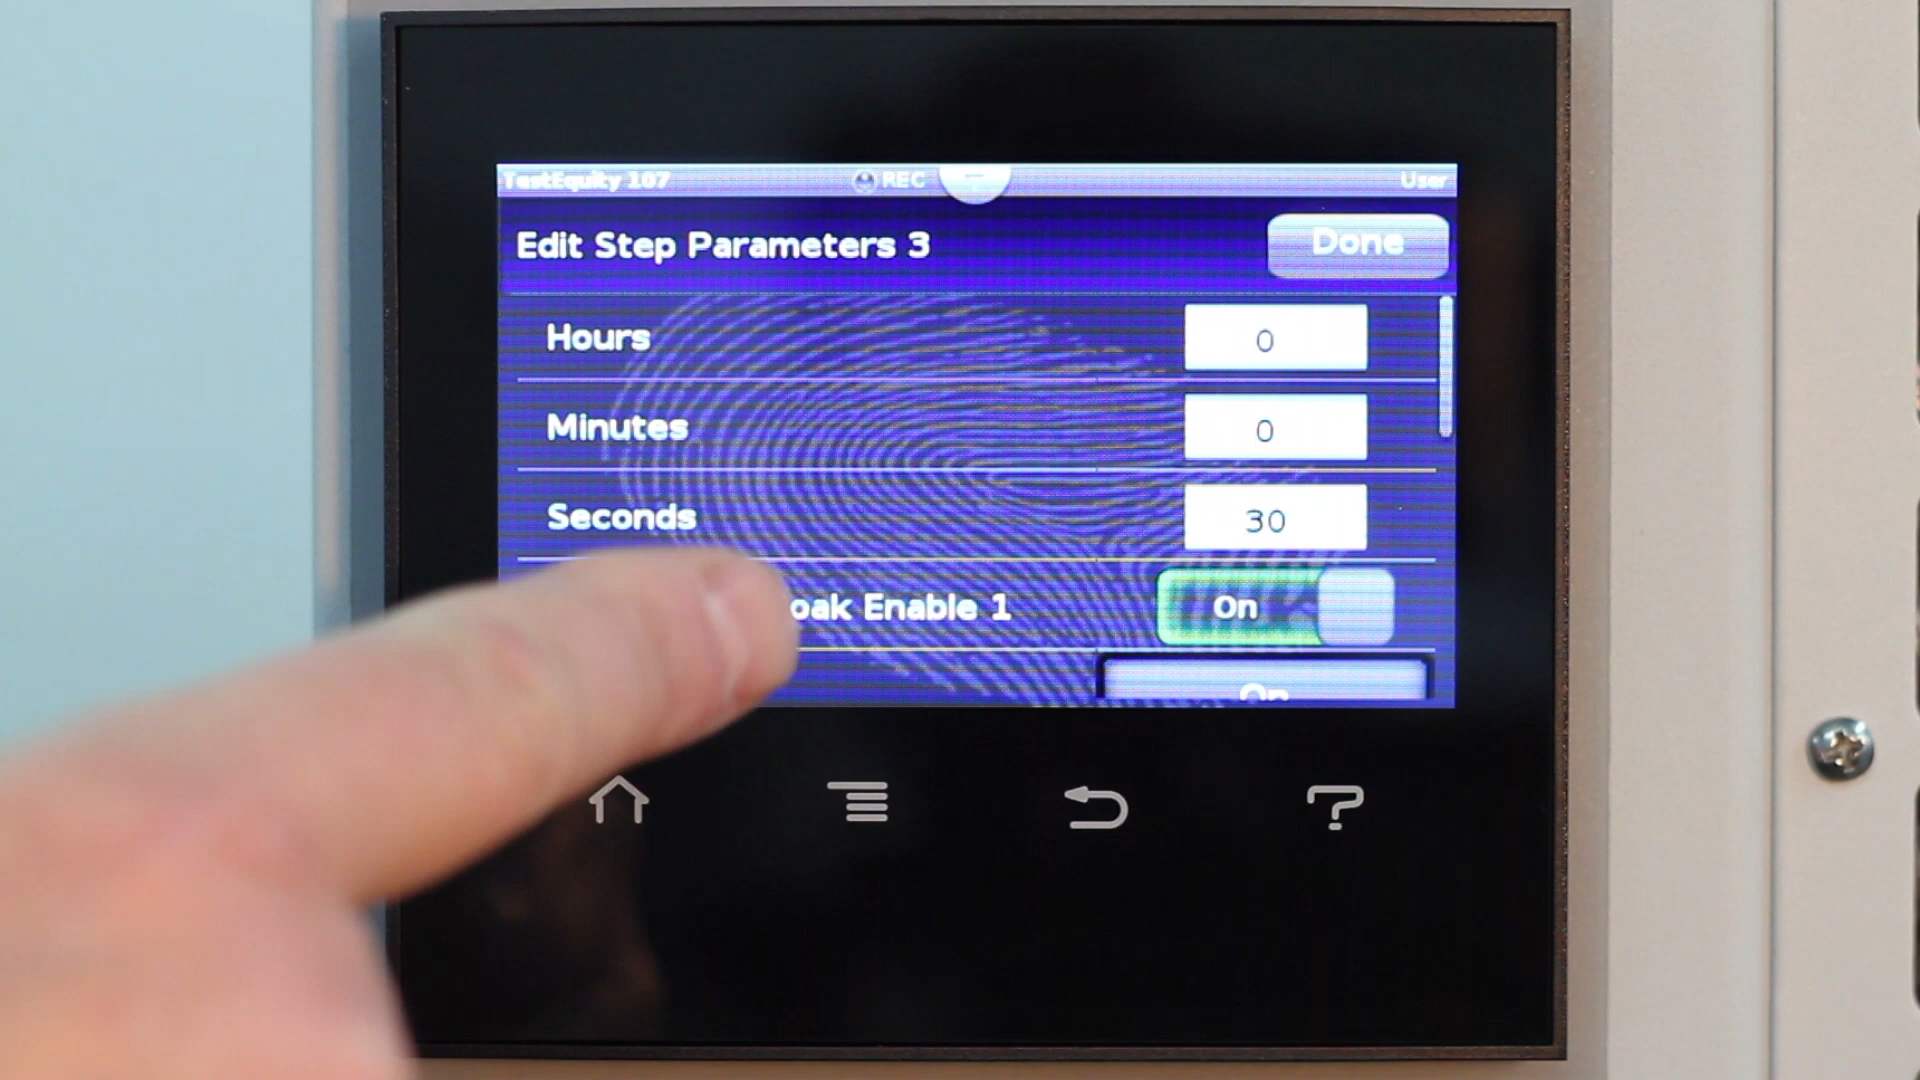 TestEquity 107 REC User
Edit Step Parameters 3 Done
Hours 0
Minutes 0
Seconds 30
oak Enable 1 On
On